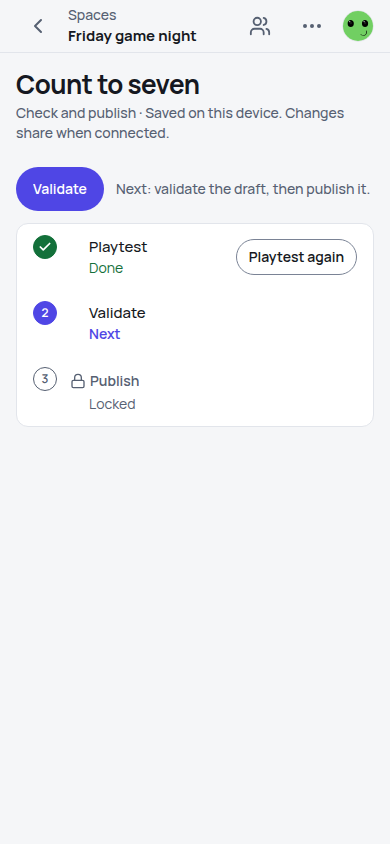 Spaces
Friday game night
Count to seven
Check and publish · Saved on this device. Changes
share when connected.
Validate
Next: validate the draft, then publish it.
Playtest
Done
Playtest again
2
Validate
Next
3
Publish
Locked